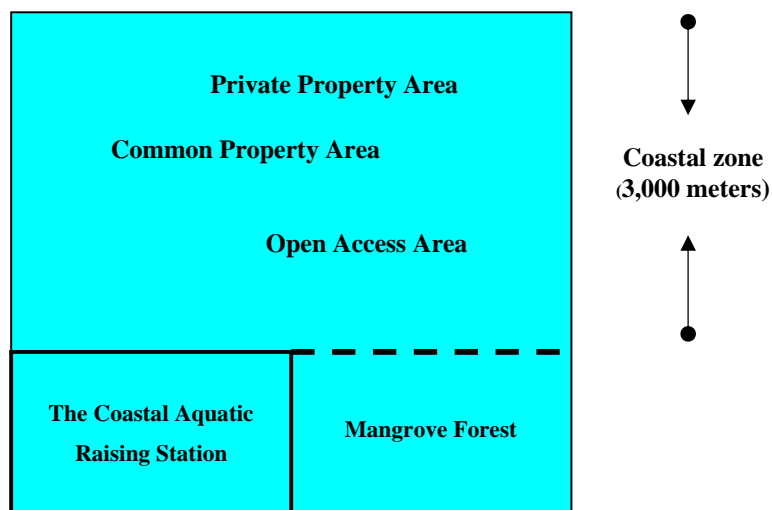 Private Property Area
Common Property Area
Coastal zone
(3,000 meters)
Open Access Area
The Coastal Aquatic
Raising Station
Mangrove Forest